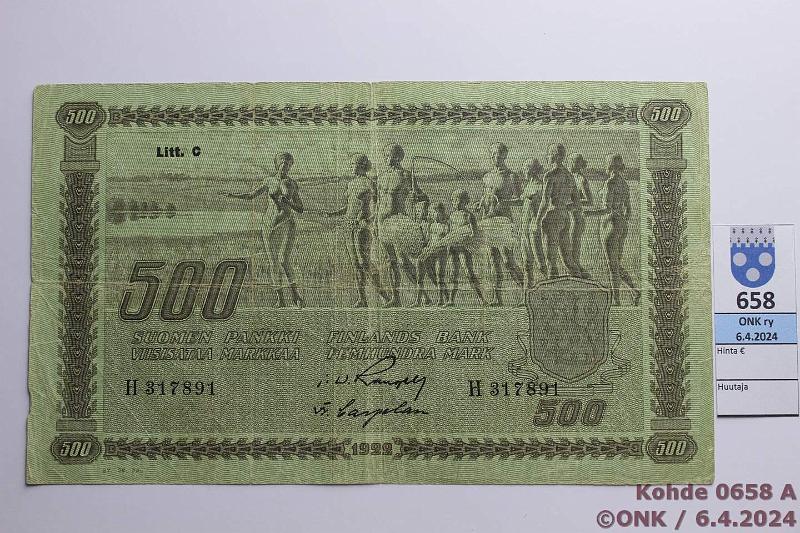 500 500
Litt. C
500
SUOMEN PANKKI FINLANDS BANK
VIISISATAA MARKKAA FEMHUNDRA MARK
H 317891 H 317891
500
500 1922 500
658
ONK ry
6.4.2024
Hinta €
Huutaja
Kohde 0658 A
©ONK / 6.4.2024